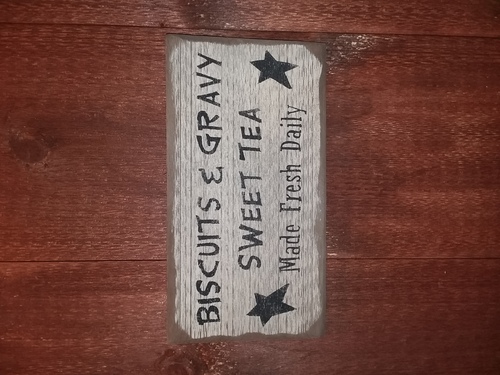 BISCUITS & GRAVY
SWEET TEA
Made Fresh Daily